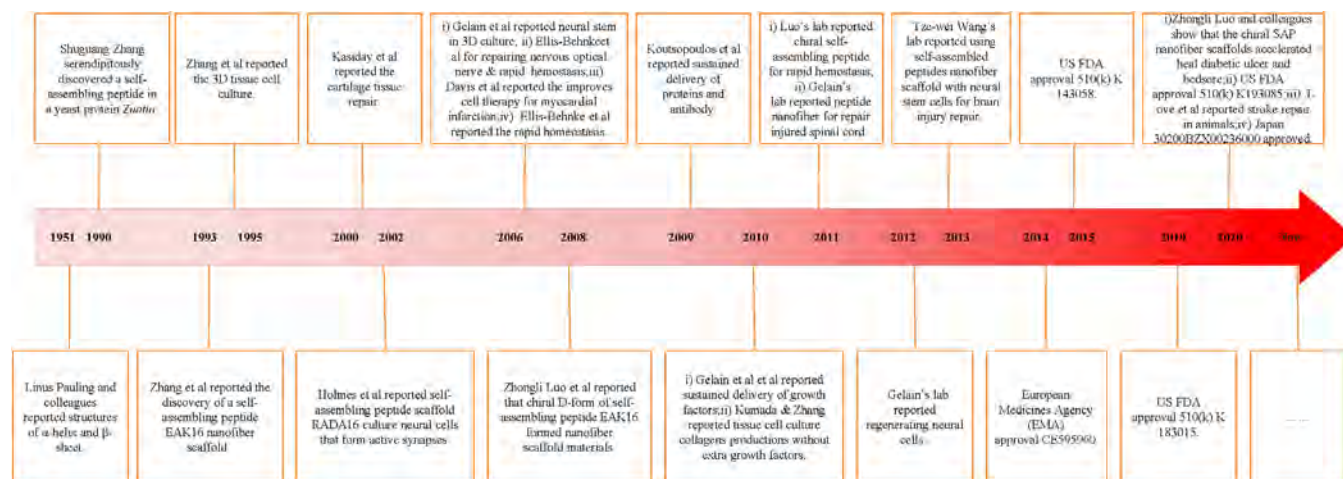 Shuguang Zhang
serendipitously
discovered a self-
assembling peptide in
a yeast protein Zuotin
Zhang et al reported
the 3D tissue cell
culture.
Kasiday et al
reported the
cartilage tissue
repair
i) Gelain et al reported neural stem
in 3D culture, ii) Ellis-Behnkeet
al for repairing nervous optical
nerve & rapid hemostasis;iii)
Davis et al reported the improves
cell therapy for myocardial
infarction;iv) Ellis-Behnke et al
reported the rapid homeostasis.
Koutsopoulos et al
reported sustained
delivery of
proteins and
antibody
i) Luo's lab reported
chiral self-
assembling peptide
for rapid hemostasis;
ii) Gelain's
lab reported peptide
nanofiber for repair
injured spinal cord
Tze-wei Wang's
lab reported using
self-assembled
peptides nanofiber
scaffold with neural
stem cells for brain
injury repair.
US FDA
approval 510(k) K
143058.
i)Zhongli Luo and colleagues
show that the chiral SAP
nanofiber scaffolds accelerated
heal diabetic ulcer and
bedsore;ii) US FDA
approval 510(k) K193085;iii)
ove et al reported stroke repair
in animals;iv) Japan
30200BZX00236000 approved.
1951 1990 1993 1995 2000 2002 2006 2008 2009 2010 2011 2012 2013 2014 2015 2019 2020
Linus Pauling and
colleagues
reported structures
of α-helix and β-
sheet.
Zhang et al reported the
discovery of a self-
assembling peptide
EAK16 nanofiber
scaffold
Holmes et al reported self-
assembling peptide scaffold
RADA16 culture neural cells
that form active synapses
Zhongli Luo et al reported
that chiral D-form of self-
assembling peptide EAK16
formed nanofiber
scaffold materials
i) Gelain et al et al reported
sustained delivery of growth
factors;ii) Kumada & Zhang
reported tissue cell culture
collagens productions without
extra growth factors.
Gelain's lab
reported
regenerating neural
cells
European
Medicines Agency
(EMA)
approval
US FDA
approval 510(k) K
183015.